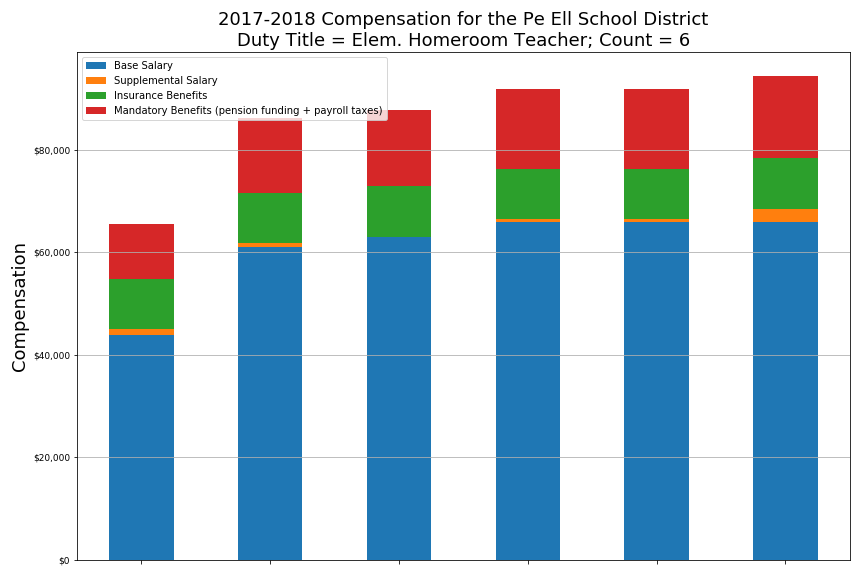 2017-2018 Compensation for the Pe Ell School District
Duty Title = Elem. Homeroom Teacher; Count = 6
Base Salary
Supplemental Salary
Insurance Benefits
Mandatory Benefits (pension funding + payroll taxes)
Compensation
$80,000
$60,000
$40,000
$20,000
$0